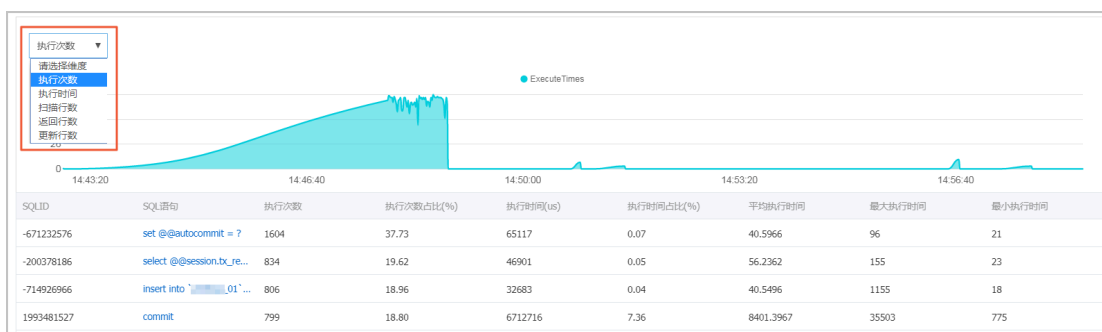 执行次数 ▼
请选择维度
执行次数
执行时间
扫描行数
返回行数
更新行数
ExecuteTimes
20
0
14:43:20 14:46:40 14:50:00 14:53:20 14:56:40
SQLID SQL语句 执行次数 执行次数占比(%) 执行时间(us) 执行时间占比(%) 平均执行时间 最大执行时间 最小执行时间
-671232576 set @@autocommit = ? 1604 37.73 65117 0.07 40.5966 96 21
-200378186 select @@session.tx_re... 834 19.62 46901 0.05 56.2362 155 23
-714926966 insert into ` _01`... 806 18.96 32683 0.04 40.5496 1155 18
1993481527 commit 799 18.80 6712716 7.36 8401.3967 35503 775